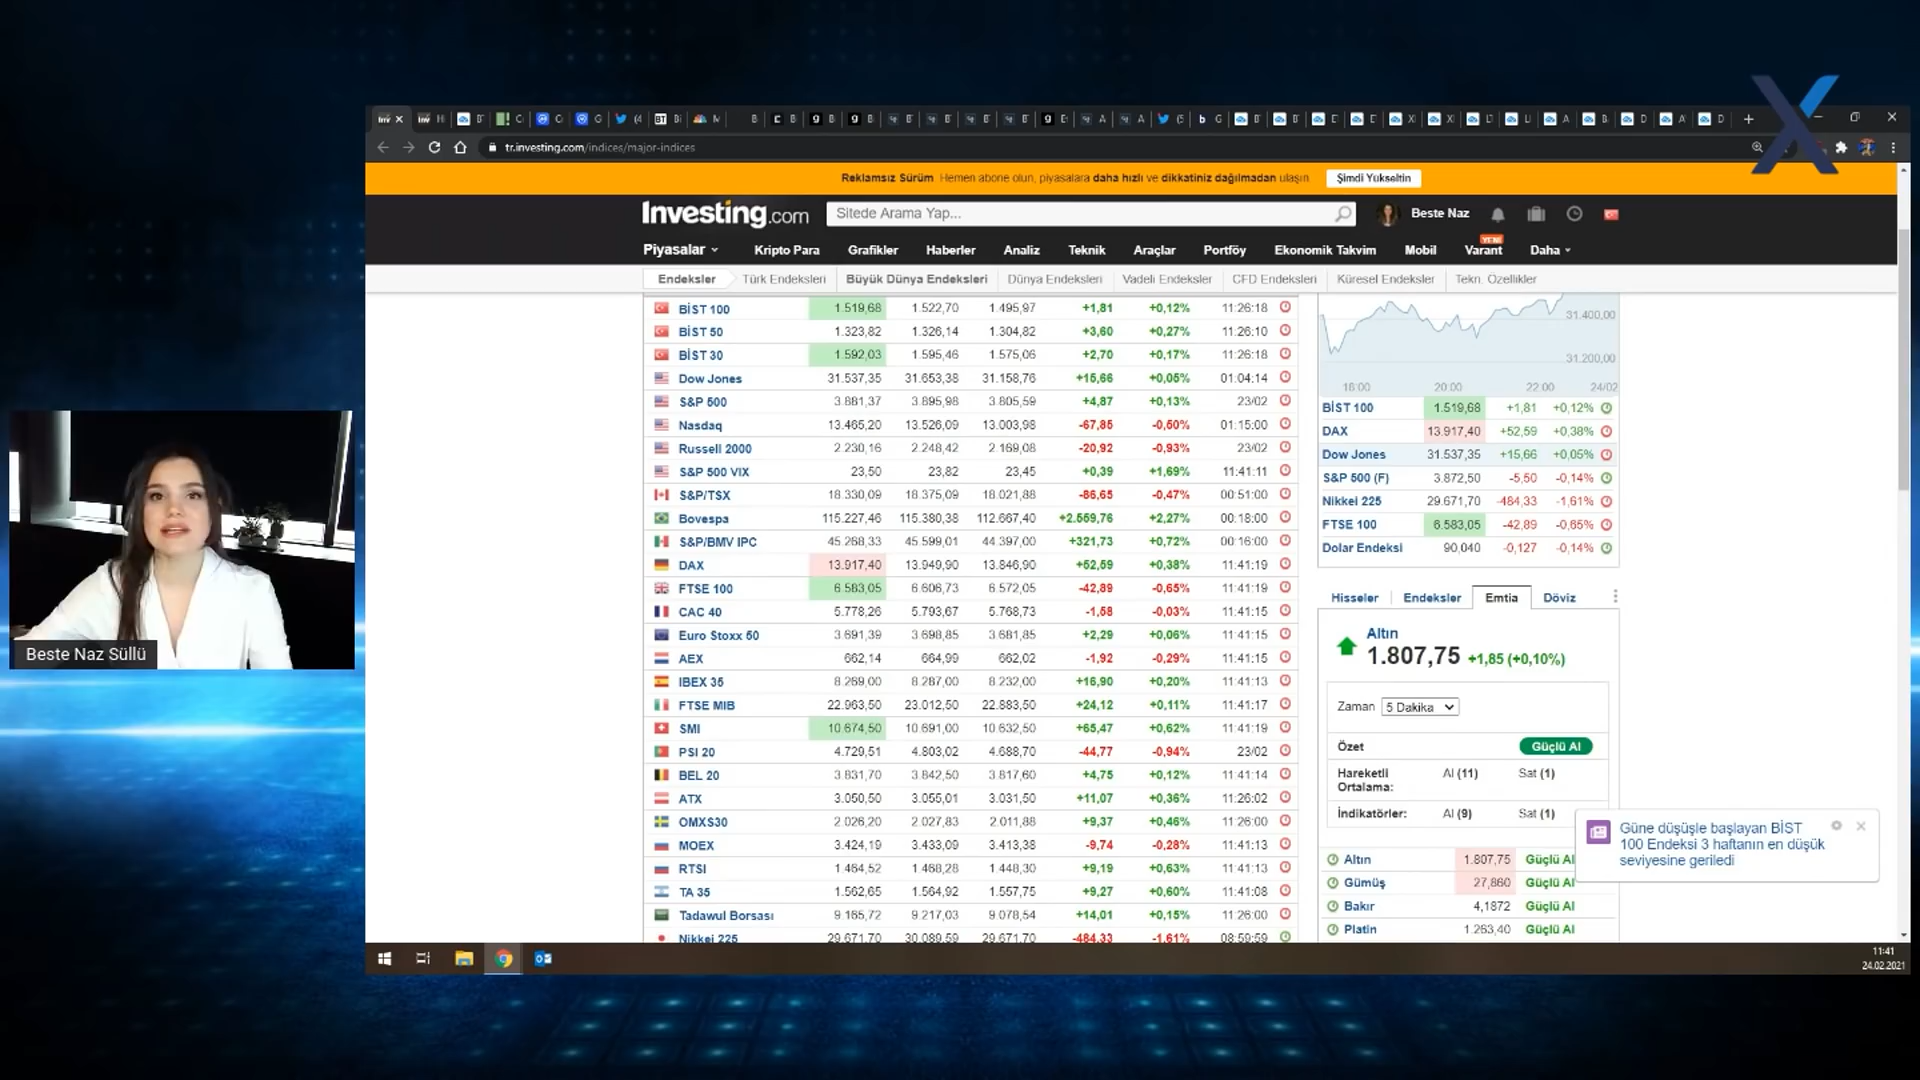 tr.investing.com/indices/major-indices
Reklamsız Sürüm Hemen abone olun, piyasalara daha hızlı ve dikkatiniz dağılmadan ulaşın. Şimdi Yükseltin
Investing.com Sitede Arama Yap... Beste Naz
Piyasalar Kripto Para Grafikler Haberler Analiz Teknik Araçlar Portföy Ekonomik Takvim Mobil Varant YENİ Daha
Endeksler Türk Endeksleri Büyük Dünya Endeksleri Dünya Endeksleri Vadeli Endeksler CFD Endeksleri Küresel Endeksler Tekn. Özellikler
BİST 100 1.519,68 1.522,70 1.495,97 +1,81 +0,12% 11:26:18
BİST 50 1.323,82 1.326,14 1.304,82 +3,60 +0,27% 11:26:10
BİST 30 1.592,03 1.595,46 1.575,06 +2,70 +0,17% 11:26:18
Dow Jones 31.537,35 31.653,38 31.158,76 +15,66 +0,05% 01:04:14
S&P 500 3.881,37 3.895,98 3.805,59 +4,87 +0,13% 23/02
Nasdaq 13.465,20 13.526,09 13.003,98 -67,85 -0,50% 01:15:00
Russell 2000 2.230,16 2.248,42 2.169,08 -20,92 -0,93% 23/02
S&P 500 VIX 23,50 23,82 23,45 +0,39 +1,69% 11:41:11
S&P/TSX 18.330,09 18.375,09 18.021,88 -86,65 -0,47% 00:51:00
Bovespa 115.227,46 115.380,38 112.667,40 +2.559,76 +2,27% 00:18:00
S&P/BMV IPC 45.268,33 45.599,01 44.397,00 +321,73 +0,72% 00:16:00
DAX 13.917,40 13.949,90 13.846,90 +52,59 +0,38% 11:41:19
FTSE 100 6.583,05 6.606,73 6.572,05 -42,89 -0,65% 11:41:19
CAC 40 5.778,26 5.793,67 5.768,73 -1,58 -0,03% 11:41:15
Euro Stoxx 50 3.691,39 3.698,85 3.681,85 +2,29 +0,06% 11:41:15
AEX 662,14 664,99 662,02 -1,92 -0,29% 11:41:15
IBEX 35 8.269,00 8.287,00 8.232,00 +16,90 +0,20% 11:41:13
FTSE MIB 22.963,50 23.012,50 22.883,50 +24,12 +0,11% 11:41:17
SMI 10.674,50 10.691,00 10.632,50 +65,47 +0,62% 11:41:19
PSI 20 4.729,51 4.803,02 4.688,70 -44,77 -0,94% 23/02
BEL 20 3.831,70 3.842,50 3.817,60 +4,75 +0,12% 11:41:14
ATX 3.050,50 3.055,01 3.031,50 +11,07 +0,36% 11:26:02
OMXS30 2.026,20 2.027,83 2.011,88 +9,37 +0,46% 11:26:00
MOEX 3.424,19 3.433,09 3.413,38 -9,74 -0,28% 11:41:13
RTSI 1.464,52 1.468,28 1.448,30 +9,19 +0,63% 11:41:13
TA 35 1.562,65 1.564,92 1.557,75 +9,27 +0,60% 11:41:08
Tadawul Borsası 9.165,72 9.217,03 9.078,54 +14,01 +0,15% 11:26:00
Nikkei 225 29.671,70 30.089,59 29.671,70 -484,33 -1,61% 08:59:59
31.400,00
31.200,00
18:00 20:00 22:00 24/02
BİST 100 1.519,68 +1,81 +0,12%
DAX 13.917,40 +52,59 +0,38%
Dow Jones 31.537,35 +15,66 +0,05%
S&P 500 (F) 3.872,50 -5,50 -0,14%
Nikkei 225 29.671,70 -484,33 -1,61%
FTSE 100 6.583,05 -42,89 -0,65%
Dolar Endeksi 90,040 -0,127 -0,14%
Hisseler Endeksler Emtia Döviz
Altın
1.807,75 +1,85 (+0,10%)
Zaman 5 Dakika
Özet Güçlü Al
Hareketli Ortalama: Al (11) Sat (1)
İndikatörler: Al (9) Sat (1)
Altın 1.807,75 Güçlü Al
Gümüş 27,860 Güçlü Al
Bakır 4,1872 Güçlü Al
Platin 1.263,40 Güçlü Al
Güne düşüşle başlayan BİST
100 Endeksi 3 haftanın en düşük
seviyesine geriledi
Beste Naz Süllü
11:41
24.02.2021